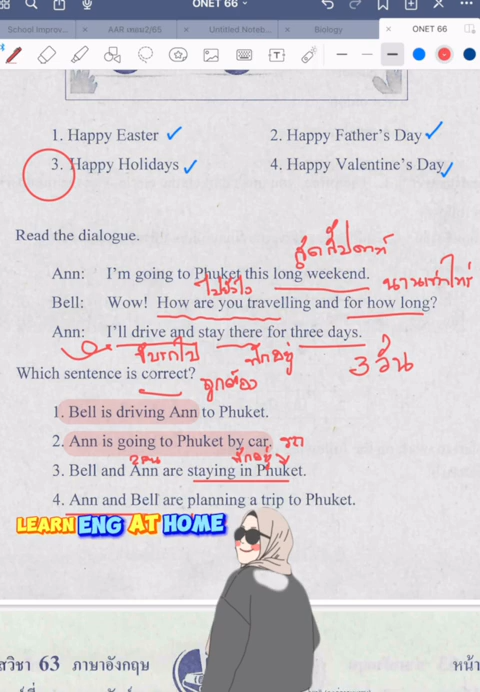 ONET 66
School Improv...
AAR เทอม2/65
Untitled Noteb...
Biology
ONET 66
1. Happy Easter
2. Happy Father's Day
3. Happy Holidays
4. Happy Valentine's Day
Read the dialogue.
สุดสัปดาห์
Ann: I'm going to Phuket this long weekend.
ไปยังไง นานเท่าไหร่
Bell: Wow! How are you travelling and for how long?
Ann: I'll drive and stay there for three days.
ขับรถไป พักอยู่ 3 วัน
Which sentence is correct?
ถูกต้อง
1. Bell is driving Ann to Phuket.
2. Ann is going to Phuket by car. รถ
2 คน พักอยู่
3. Bell and Ann are staying in Phuket.
4. Ann and Bell are planning a trip to Phuket.
LEARN ENG AT HOME
สวิชา 63 ภาษาอังกฤษ
หน้า